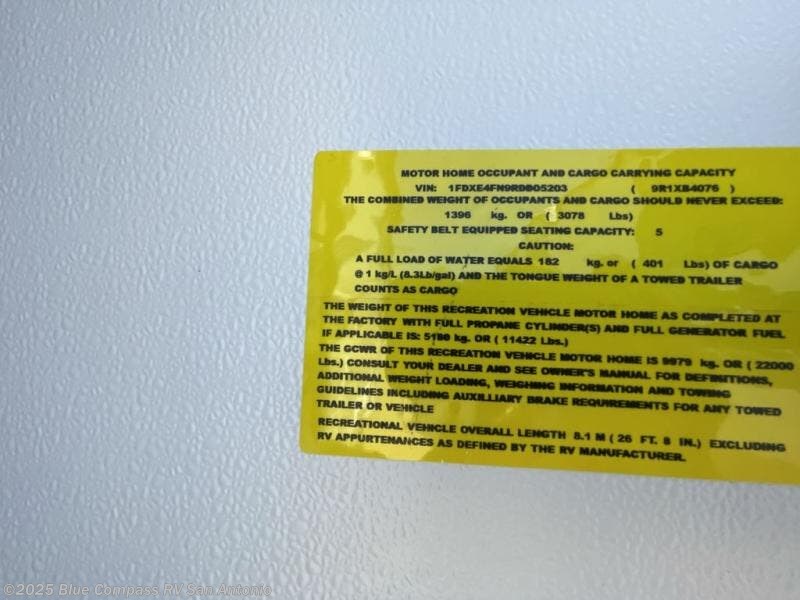 MOTOR HOME OCCUPANT AND CARGO CARRYING CAPACITY
VIN: 1FDXE4FN9RDD05203 ( 9R1XB4076 )
THE COMBINED WEIGHT OF OCCUPANTS AND CARGO SHOULD NEVER EXCEED:
1396 kg. OR ( 3078 Lbs)
SAFETY BELT EQUIPPED SEATING CAPACITY: 5
CAUTION:
A FULL LOAD OF WATER EQUALS 182 kg. or ( 401 Lbs) OF CARGO
@ 1 kg/L (8.3Lb/gal) AND THE TONGUE WEIGHT OF A TOWED TRAILER
COUNTS AS CARGO
THE WEIGHT OF THIS RECREATION VEHICLE MOTOR HOME AS COMPLETED AT
THE FACTORY WITH FULL PROPANE CYLINDER(S) AND FULL GENERATOR FUEL
IF APPLICABLE IS: 5180 kg. OR ( 11422 Lbs.)
THE GCWR OF THIS RECREATION VEHICLE MOTOR HOME IS 9979 kg. OR ( 22000
Lbs.) CONSULT YOUR DEALER AND SEE OWNER'S MANUAL FOR DEFINITIONS,
ADDITIONAL WEIGHT LOADING, WEIGHING INFORMATION AND TOWING
GUIDELINES INCLUDING AUXILLIARY BRAKE REQUIREMENTS FOR ANY TOWED
TRAILER OR VEHICLE
RECREATIONAL VEHICLE OVERALL LENGTH 8.1 M ( 26 FT. 8 IN.) EXCLUDING
RV APPURTENANCES AS DEFINED BY THE RV MANUFACTURER.
©2025 Blue Compass RV San Antonio